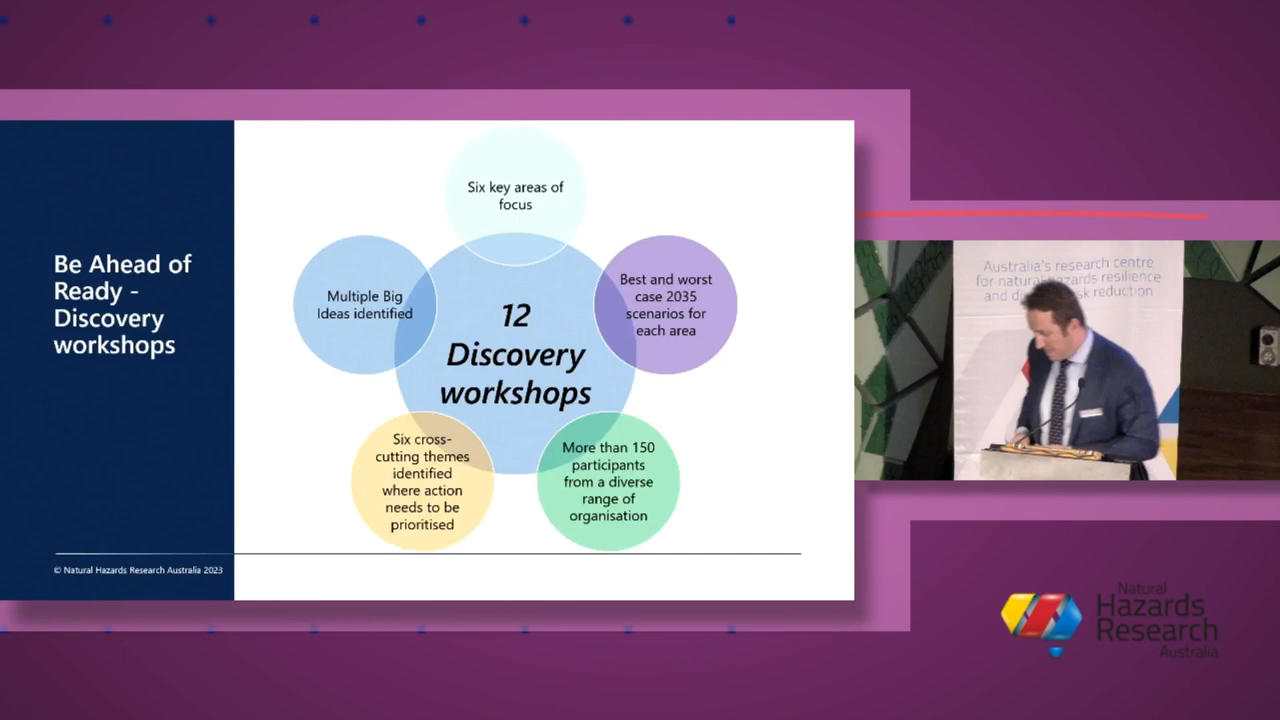 Be Ahead of
Ready -
Discovery
workshops
© Natural Hazards Research Australia 2023
Six key areas of
focus
Multiple Big
Ideas identified
12
Discovery
workshops
Best and worst
case 2035
scenarios for
each area
Six cross-
cutting themes
identified
where action
needs to be
prioritised
More than 150
participants
from a diverse
range of
organisation
Australia's research centre
for natural hazards resilience
and risk reduction
Natural
Hazards
Research
Australia